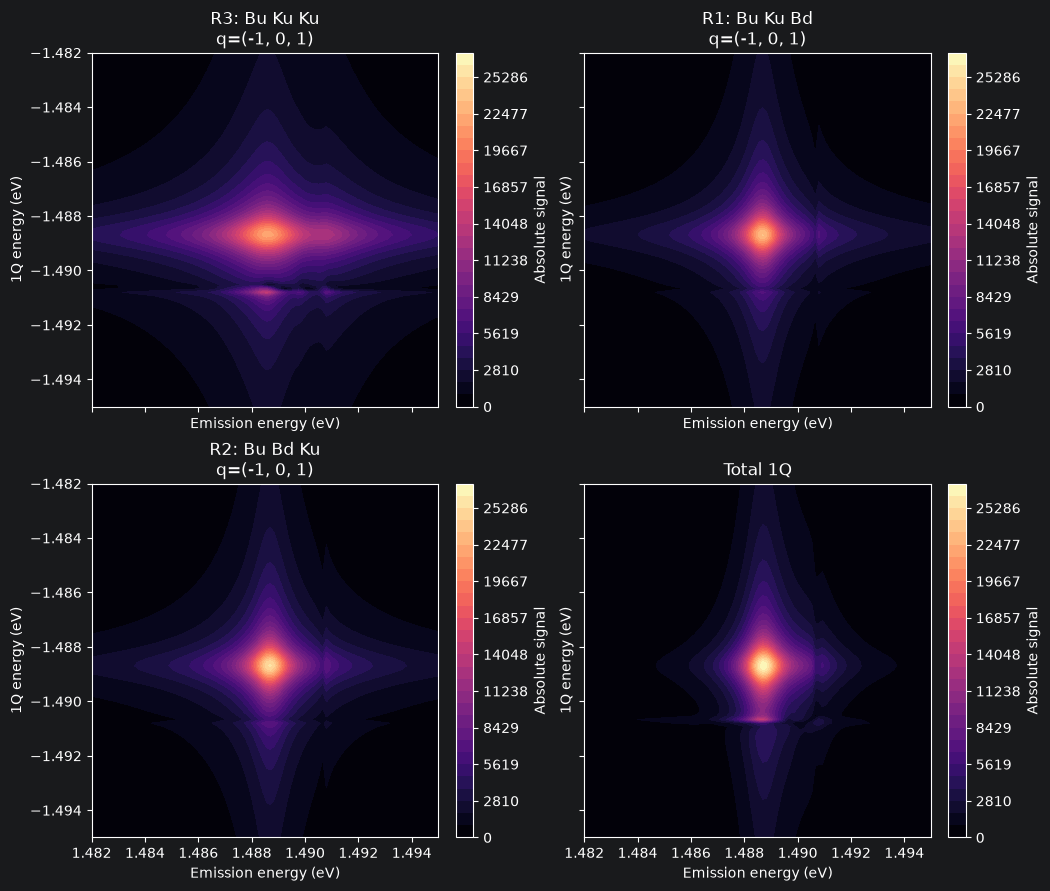 R3: Bu Ku Ku
q=(-1, 0, 1)
−1.482
−1.484
−1.486
−1.488
−1.490
−1.492
−1.494
1Q energy (eV)
Emission energy (eV)
25286
22477
19667
16857
14048
11238
8429
5619
2810
0
Absolute signal
R1: Bu Ku Bd
q=(-1, 0, 1)
1Q energy (eV)
Emission energy (eV)
25286
22477
19667
16857
14048
11238
8429
5619
2810
0
Absolute signal
R2: Bu Bd Ku
q=(-1, 0, 1)
−1.482
−1.484
−1.486
−1.488
−1.490
−1.492
−1.494
1Q energy (eV)
1.482 1.484 1.486 1.488 1.490 1.492 1.494
Emission energy (eV)
25286
22477
19667
16857
14048
11238
8429
5619
2810
0
Absolute signal
Total 1Q
1Q energy (eV)
1.482 1.484 1.486 1.488 1.490 1.492 1.494
Emission energy (eV)
25286
22477
19667
16857
14048
11238
8429
5619
2810
0
Absolute signal